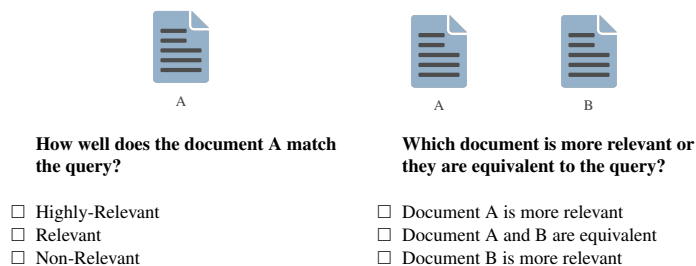 A
How well does the document A match
the query?
☐ Highly-Relevant
☐ Relevant
☐ Non-Relevant
A B
Which document is more relevant or
they are equivalent to the query?
☐ Document A is more relevant
☐ Document A and B are equivalent
☐ Document B is more relevant